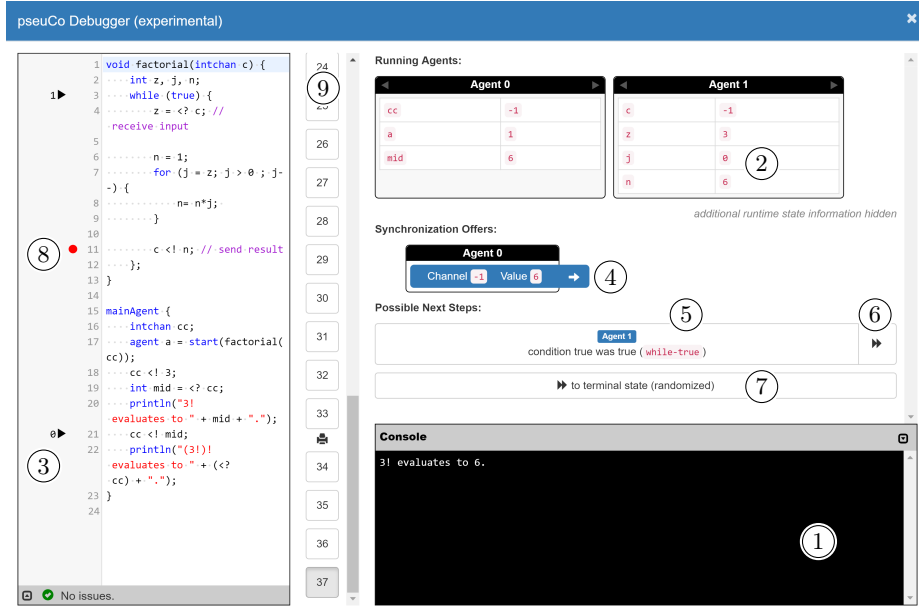 pseuCo Debugger (experimental)
1 void factorial(intchan c) {
2 ····int z, j, n;
1 3 ····while (true) {
4 ········z = <? c; //
·receive input
5
6 ········n = 1;
7 ········for (j = z; j > 0 ; j-
-) {
8 ············n= n*j;·
9 ········}
10
8 11 ········c <! n; // send result
12 ····};
13 }
14
15 mainAgent {
16 ····intchan cc;
17 ····agent a = start(factorial(
cc));
18 ····cc <! 3;
19 ····int mid = <? cc;
20 ····println("3!
·evaluates to " + mid + ".");
0 21 ····cc <! mid;
22 ····println("(3!)!
3 ·evaluates to " + (<?
·cc) + ".");
23 }
24
No issues.
24
9
25
26
27
28
29
30
31
32
33
34
35
36
37
Running Agents:
Agent 0
cc -1
a 1
mid 6
Agent 1
c -1
z 3
j 0 2
n 6
additional runtime state information hidden
Synchronization Offers:
Agent 0
Channel -1 Value 6 4
Possible Next Steps:
5 6
Agent 1
condition true was true ( while-true )
to terminal state (randomized) 7
Console
3! evaluates to 6.
1